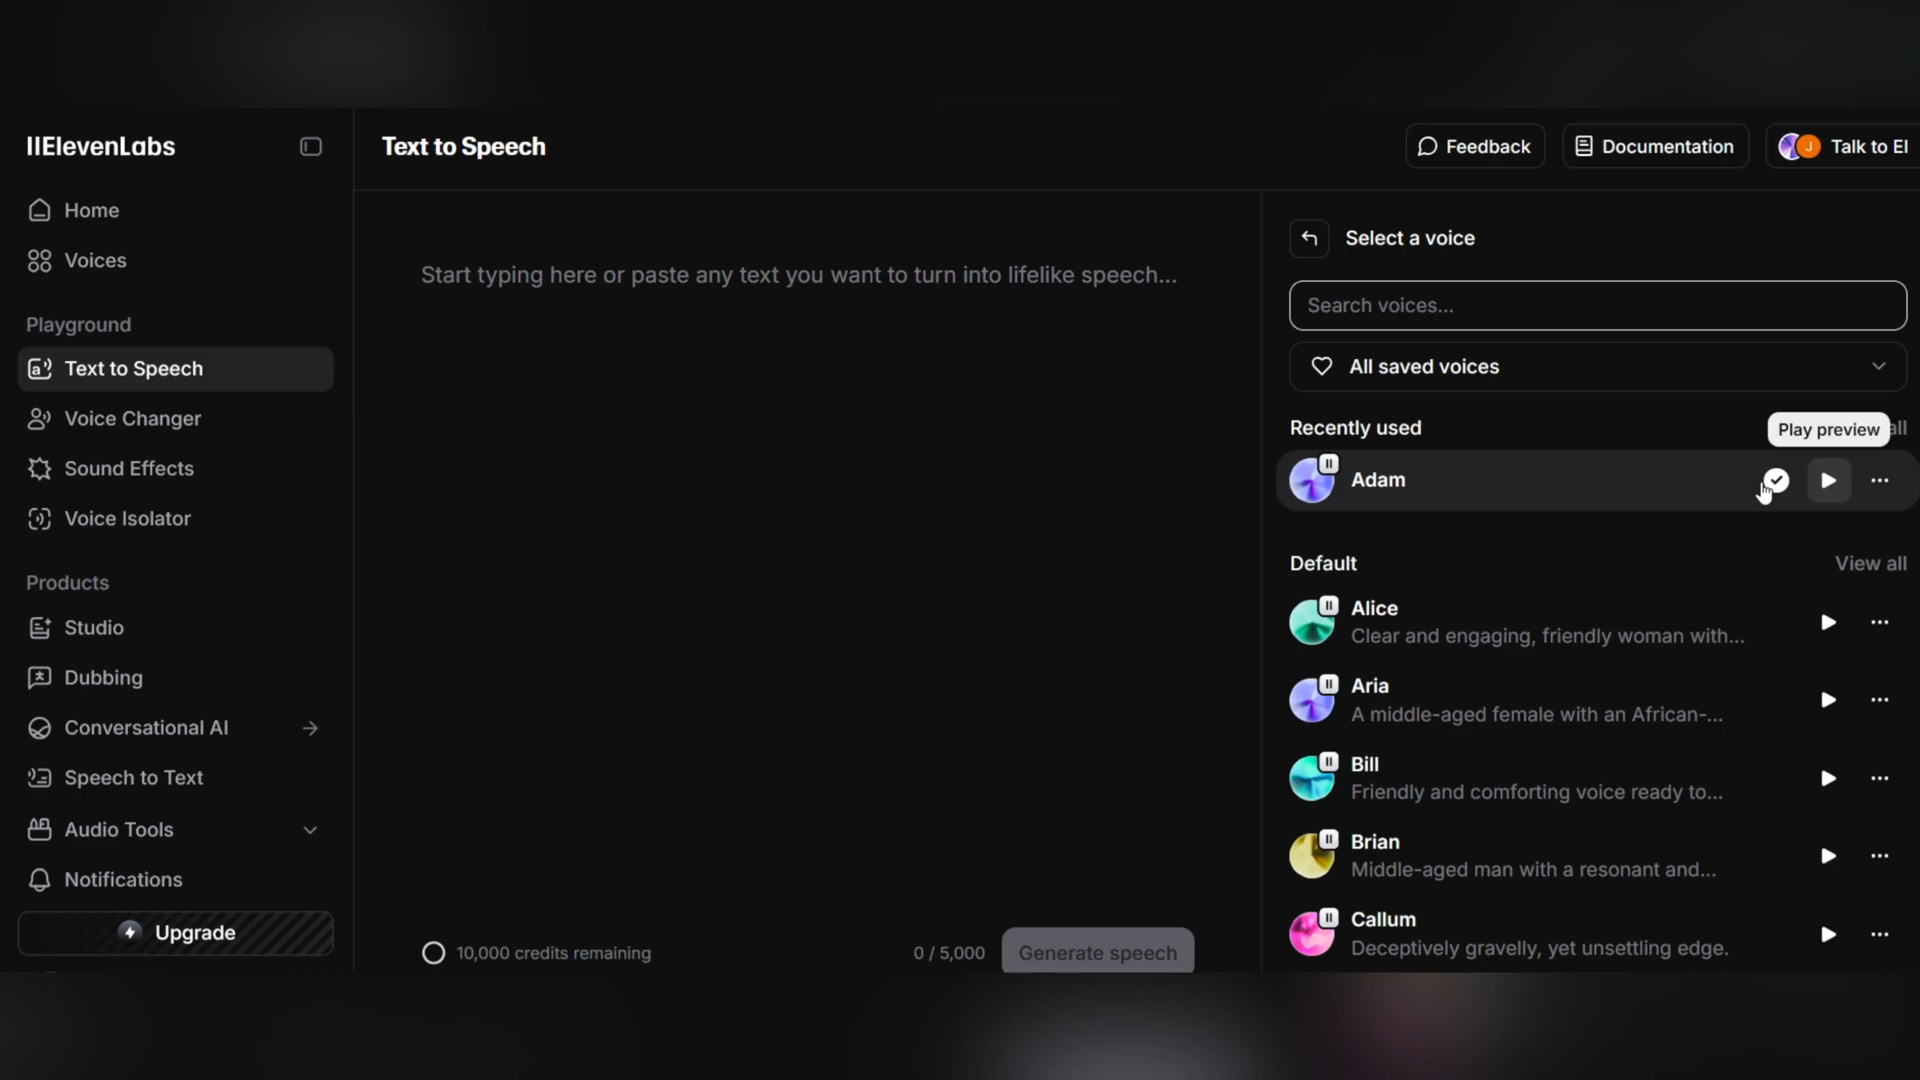 IIElevenLabs
Home
Voices
Playground
Text to Speech
Voice Changer
Sound Effects
Voice Isolator
Products
Studio
Dubbing
Conversational AI
Speech to Text
Audio Tools
Notifications
Upgrade
Text to Speech
Feedback
Documentation
J
Talk to El
Start typing here or paste any text you want to turn into lifelike speech...
10,000 credits remaining
0 / 5,000
Generate speech
Select a voice
Search voices...
All saved voices
Recently used
Play preview
all
Adam
Default
View all
Alice
Clear and engaging, friendly woman with...
Aria
A middle-aged female with an African-...
Bill
Friendly and comforting voice ready to...
Brian
Middle-aged man with a resonant and...
Callum
Deceptively gravelly, yet unsettling edge.